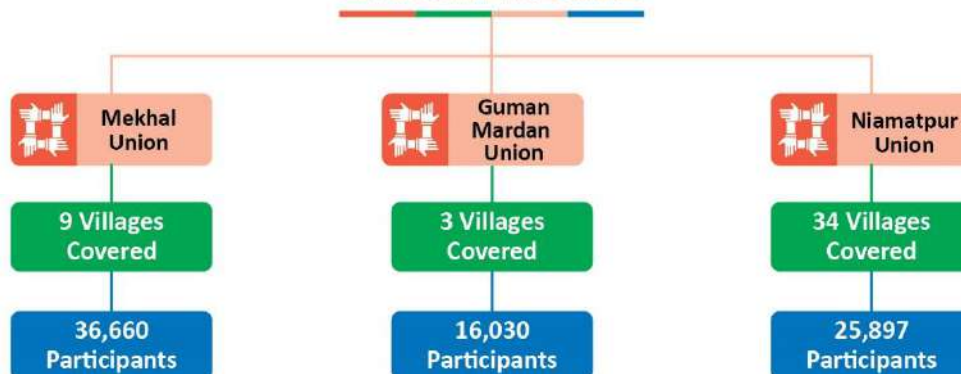 Mekhal
Union
Guman
Mardan
Union
Niamatpur
Union
9 Villages
Covered
3 Villages
Covered
34 Villages
Covered
36,660
Participants
16,030
Participants
25,897
Participants